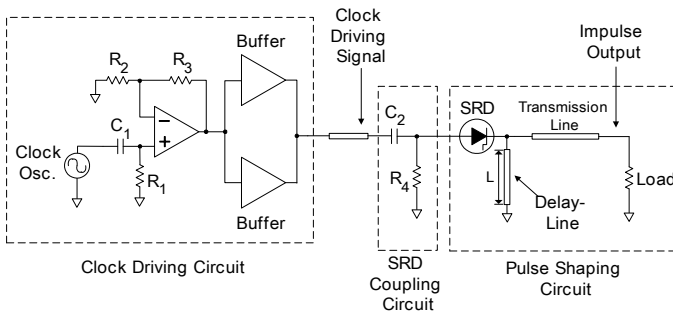 Clock
Driving
Signal
Impulse
Output
Buffer
R2
R3
C1
−
+
Clock
Osc.
R1
Buffer
C2
R4
SRD
Transmission
Line
L
Delay-
Line
Load
Clock Driving Circuit
SRD
Coupling
Circuit
Pulse Shaping
Circuit